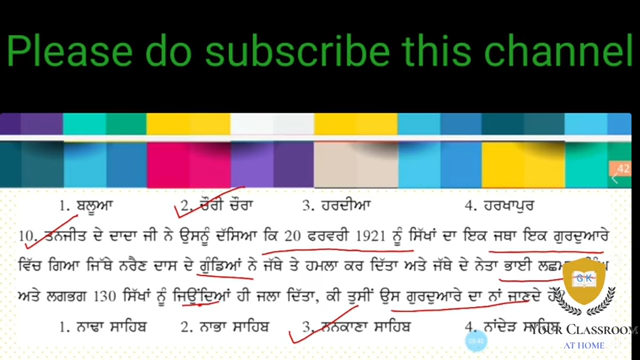 Please do subscribe this channel
42
1. ਬਲੂਆ 2. ਚੌਰੀ ਚੌਰਾ 3. ਹਰਦੀਆ 4. ਹਰਖਾਪੁਰ
10. ਤਨਜੀਤ ਦੇ ਦਾਦਾ ਜੀ ਨੇ ਉਸਨੂੰ ਦੱਸਿਆ ਕਿ 20 ਫਰਵਰੀ 1921 ਨੂੰ ਸਿੱਖਾਂ ਦਾ ਇਕ ਜਥਾ ਇਕ ਗੁਰਦੁਆਰੇ
ਵਿੱਚ ਗਿਆ ਜਿੱਥੇ ਨਰੈਣ ਦਾਸ ਦੇ ਗੁੰਡਿਆਂ ਨੇ ਜੱਥੇ ਤੇ ਹਮਲਾ ਕਰ ਦਿੱਤਾ ਅਤੇ ਜੱਥੇ ਦੇ ਨੇਤਾ ਭਾਈ
ਅਤੇ ਲਗਭਗ 130 ਸਿੱਖਾਂ ਨੂੰ ਜਿਉਂਦਿਆਂ ਹੀ ਜਲਾ ਦਿੱਤਾ, ਕੀ ਤੁਸੀਂ ਉਸ ਗੁਰਦੁਆਰੇ ਦਾ ਨਾਂ ਜਾਣਦੇ
1. ਨਾਢਾ ਸਾਹਿਬ 2. ਨਾਭਾ ਸਾਹਿਬ 3. ਨਨਕਾਣਾ ਸਾਹਿਬ 4. ਨਾਂਦੇੜ ਸਾਹਿਬ
G.K
YOUR CLASSROOM
AT HOME